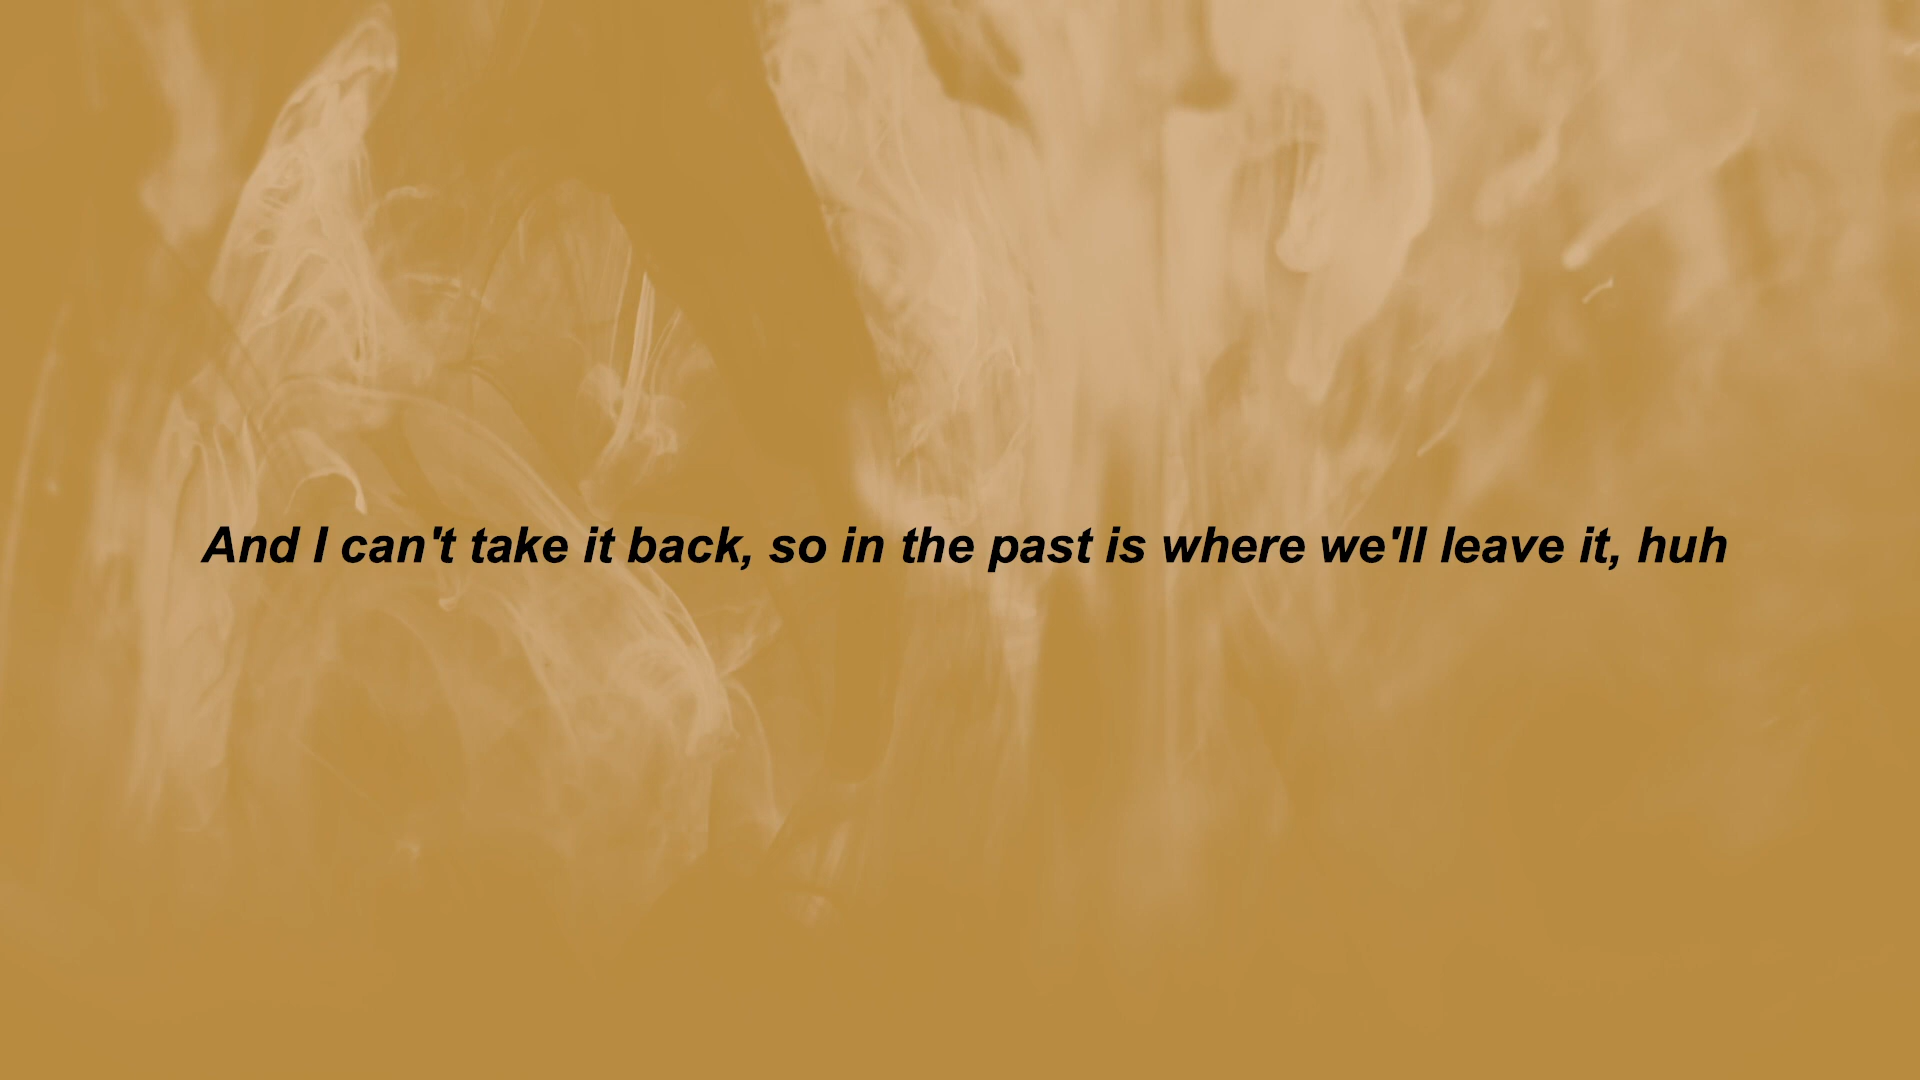 And I can't take it back, so in the past is where we'll leave it, huh